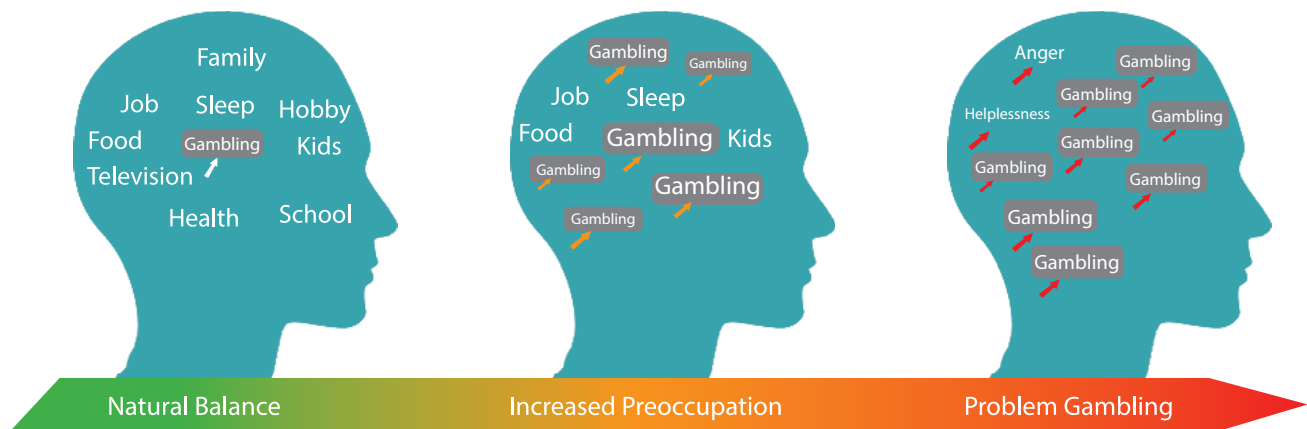 Family
Job
Sleep
Hobby
Food
Gambling
Kids
Television
Health
School
Gambling
Gambling
Job
Sleep
Food
Gambling
Kids
Gambling
Gambling
Gambling
Anger
Gambling
Gambling
Helplessness
Gambling
Gambling
Gambling
Gambling
Gambling
Gambling
Natural Balance
Increased Preoccupation
Problem Gambling